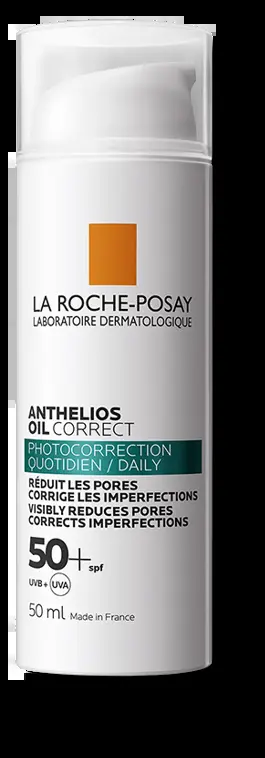 LA ROCHE-POSAY
LABORATOIRE DERMATOLOGIQUE
ANTHELIOS
OIL CORRECT
PHOTOCORRECTION
QUOTIDIEN / DAILY
RÉDUIT LES PORES
CORRIGE LES IMPERFECTIONS
VISIBLY REDUCES PORES
CORRECTS IMPERFECTIONS
50+ spf
UVB + UVA
50 ml Made in France